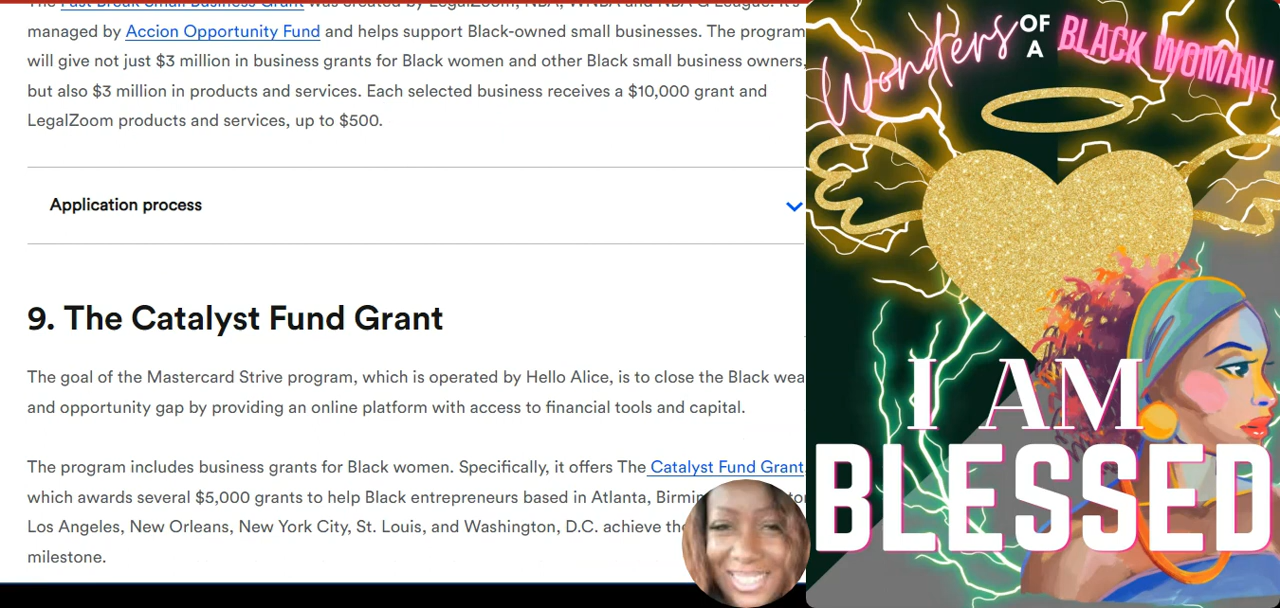 The Fast Break Small Business Grant was created by LegalZoom, NBA, WNBA and NBA G League. It's
managed by Accion Opportunity Fund and helps support Black-owned small businesses. The program
will give not just $3 million in business grants for Black women and other Black small business owners,
but also $3 million in products and services. Each selected business receives a $10,000 grant and
LegalZoom products and services, up to $500.
Application process
9. The Catalyst Fund Grant
The goal of the Mastercard Strive program, which is operated by Hello Alice, is to close the Black wea
and opportunity gap by providing an online platform with access to financial tools and capital.
The program includes business grants for Black women. Specifically, it offers The Catalyst Fund Grant,
which awards several $5,000 grants to help Black entrepreneurs based in Atlanta, Birmin
Los Angeles, New Orleans, New York City, St. Louis, and Washington, D.C. achieve the
milestone.
Wonders OF A BLACK WOMAN!
I AM
BLESSED